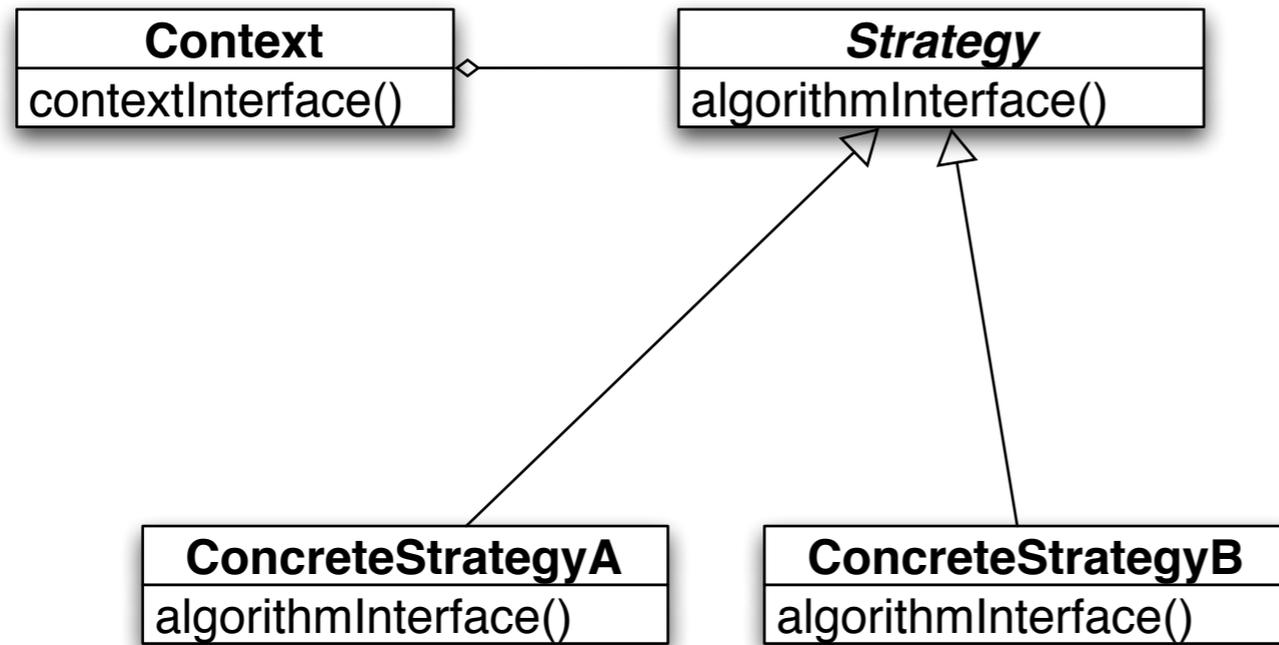 Context
contextInterface()
Strategy
algorithmInterface()
ConcreteStrategyA
algorithmInterface()
ConcreteStrategyB
algorithmInterface()